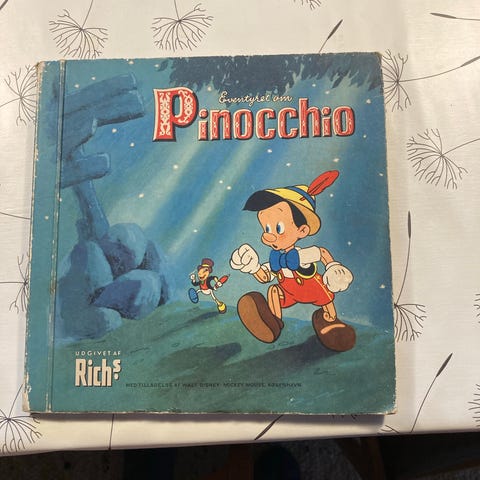 Eventyret om
Pinocchio
UDGIVET AF
Rich's
MED TILLADELSE AF WALT DISNEY - MICKEY MOUSE, KØBENHAVN